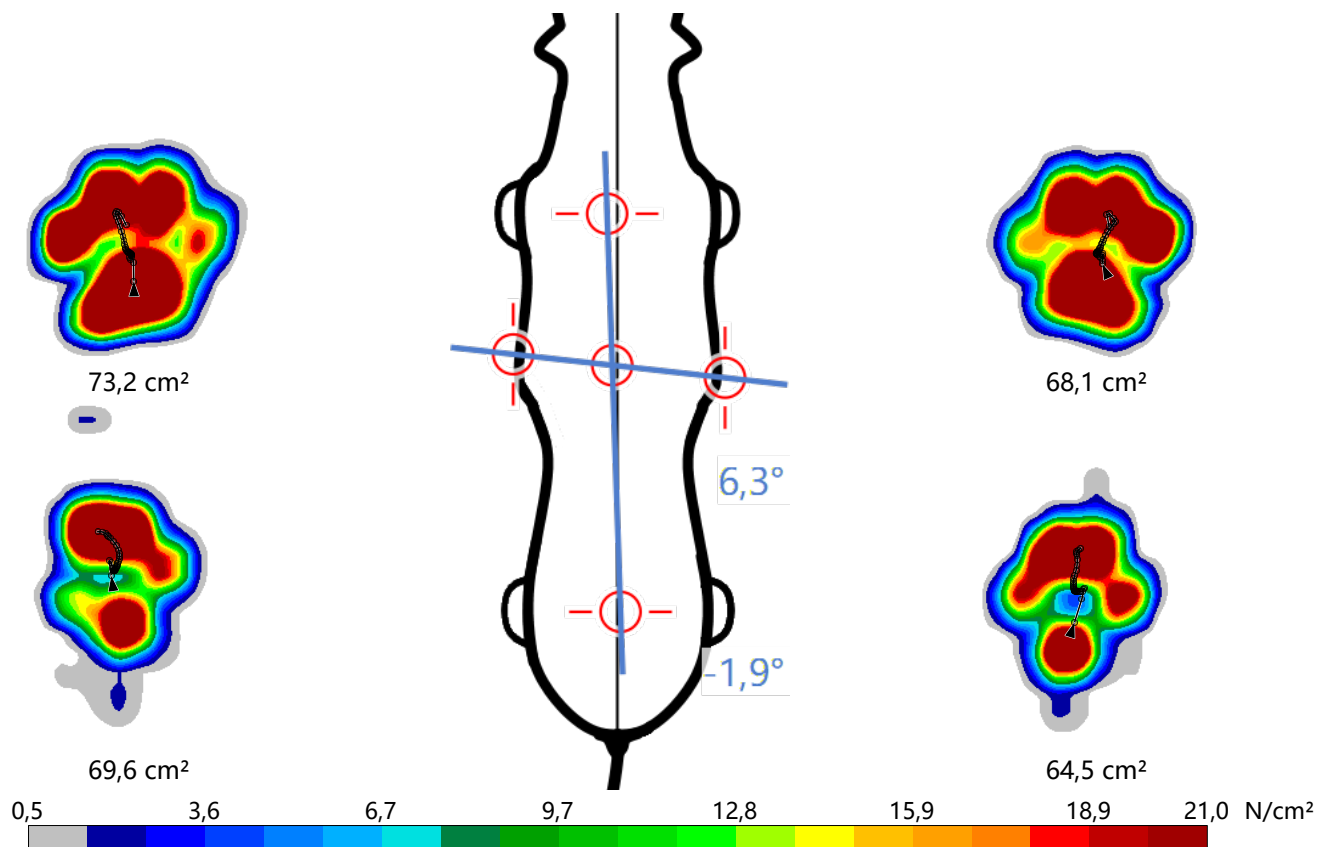 73,2 cm²
68,1 cm²
6,3°
-1,9°
69,6 cm²
64,5 cm²
0,5 3,6 6,7 9,7 12,8 15,9 18,9 21,0 N/cm²